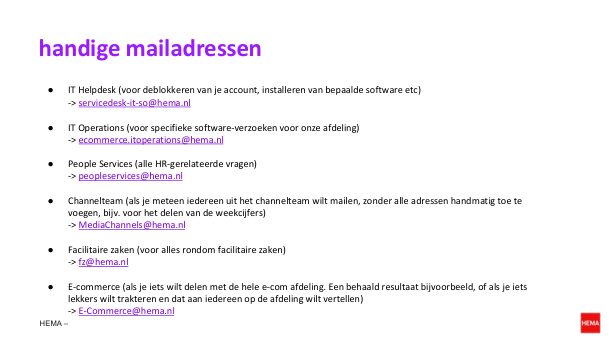 handige mailadressen
● IT Helpdesk (voor deblokkeren van je account, installeren van bepaalde software etc)
-> servicedesk-it-so@hema.nl
● IT Operations (voor specifieke software-verzoeken voor onze afdeling)
-> ecommerce.itoperations@hema.nl
● People Services (alle HR-gerelateerde vragen)
-> peopleservices@hema.nl
● Channelteam (als je meteen iedereen uit het channelteam wilt mailen, zonder alle adressen handmatig toe te
voegen, bijv. voor het delen van de weekcijfers)
-> MediaChannels@hema.nl
● Facilitaire zaken (voor alles rondom facilitaire zaken)
-> fz@hema.nl
● E-commerce (als je iets wilt delen met de hele e-com afdeling. Een behaald resultaat bijvoorbeeld, of als je iets
lekkers wilt trakteren en dat aan iedereen op de afdeling wilt vertellen)
-> E-Commerce@hema.nl
HEMA –
HEMA